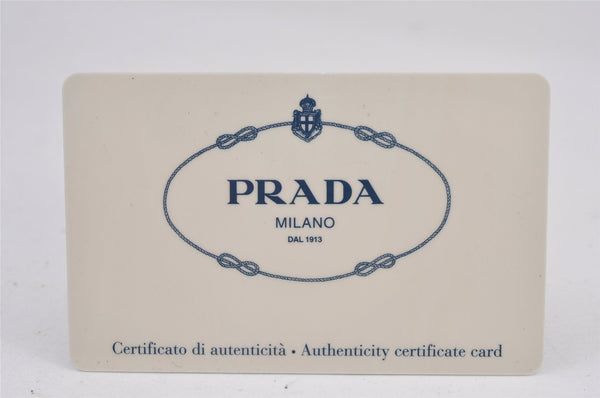 PRADA
MILANO
DAL 1913
Certificato di autenticità • Authenticity certificate card